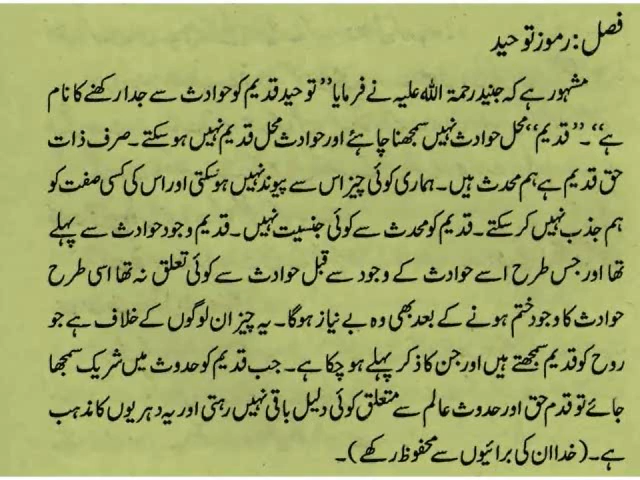 فصل: رموز توحید
مشہور ہے کہ جنید رحمۃ اللہ علیہ نے فرمایا ”توحید قدیم کو حوادث سے جدا رکھنے کا نام
ہے“۔ ”قدیم“ محل حوادث نہیں سمجھنا چاہئے اور حوادث محل قدیم نہیں ہو سکتے۔ صرف ذات
حق قدیم ہے ہم محدث ہیں۔ ہماری کوئی چیز اس سے پیوند نہیں ہو سکتی اور اس کی کسی صفت کو
ہم جذب نہیں کر سکتے۔ قدیم کو محدث سے کوئی جنسیت نہیں۔ قدیم وجود حوادث سے پہلے
تھا اور جس طرح اسے حوادث کے وجود سے قبل حوادث سے کوئی تعلق نہ تھا اسی طرح
حوادث کا وجود ختم ہونے کے بعد بھی وہ بے نیاز ہوگا۔ یہ چیز ان لوگوں کے خلاف ہے جو
روح کو قدیم سمجھتے ہیں اور جن کا ذکر پہلے ہو چکا ہے۔ جب قدیم کو حدوث میں شریک سمجھا
جائے تو قدم حق اور حدوث عالم سے متعلق کوئی دلیل باقی نہیں رہتی اور یہ دہریوں کا مذہب
ہے۔ (خدا ان کی برائیوں سے محفوظ رکھے)۔